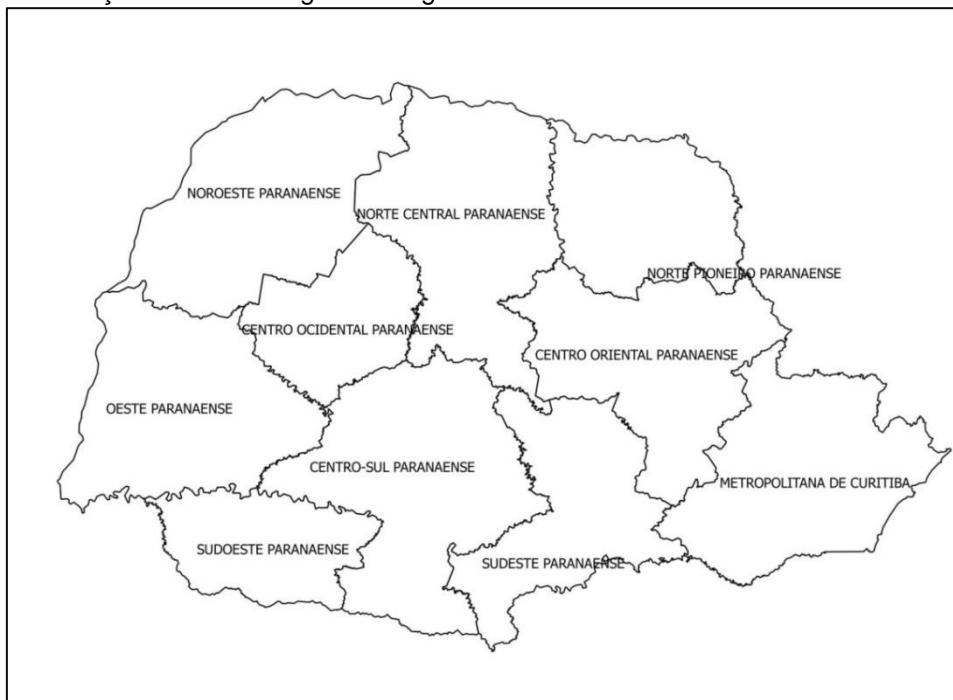 NOROESTE PARANAENSE
NORTE CENTRAL PARANAENSE
NORTE PIONEIRO PARANAENSE
CENTRO OCIDENTAL PARANAENSE
CENTRO ORIENTAL PARANAENSE
OESTE PARANAENSE
CENTRO-SUL PARANAENSE
METROPOLITANA DE CURITIBA
SUDOESTE PARANAENSE
SUDESTE PARANAENSE